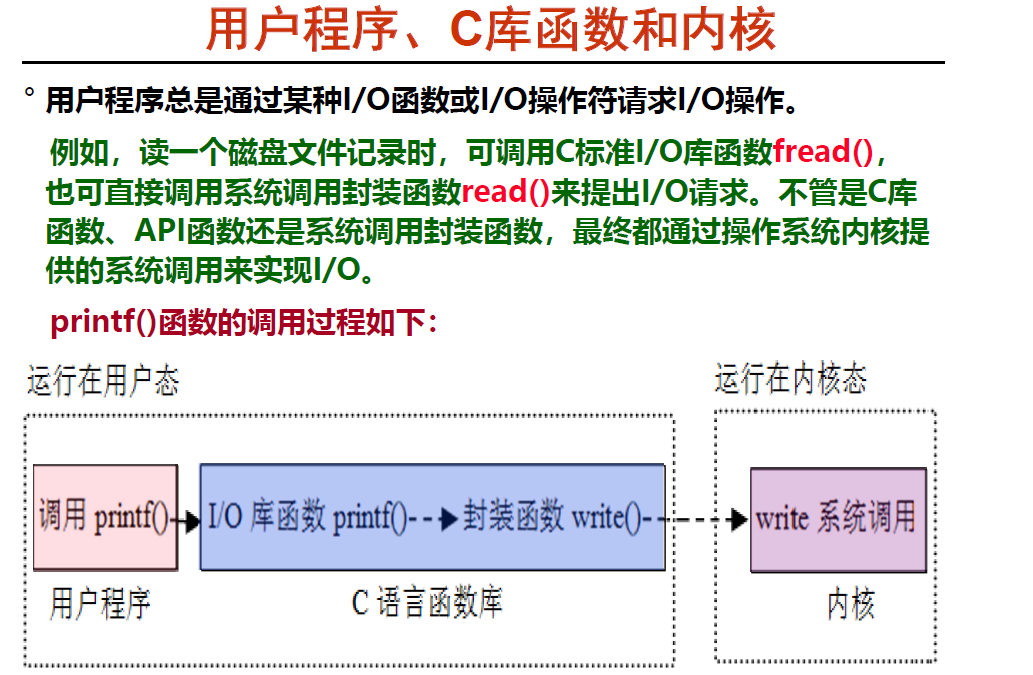 用户程序、C库函数和内核
° 用户程序总是通过某种I/O函数或I/O操作符请求I/O操作。
例如，读一个磁盘文件记录时，可调用C标准I/O库函数fread()，
也可直接调用系统调用封装函数read()来提出I/O请求。不管是C库
函数、API函数还是系统调用封装函数，最终都通过操作系统内核提
供的系统调用来实现I/O。
printf()函数的调用过程如下：
运行在用户态
运行在内核态
调用 printf()
I/O 库函数 printf()
封装函数 write()
write 系统调用
用户程序
C 语言函数库
内核